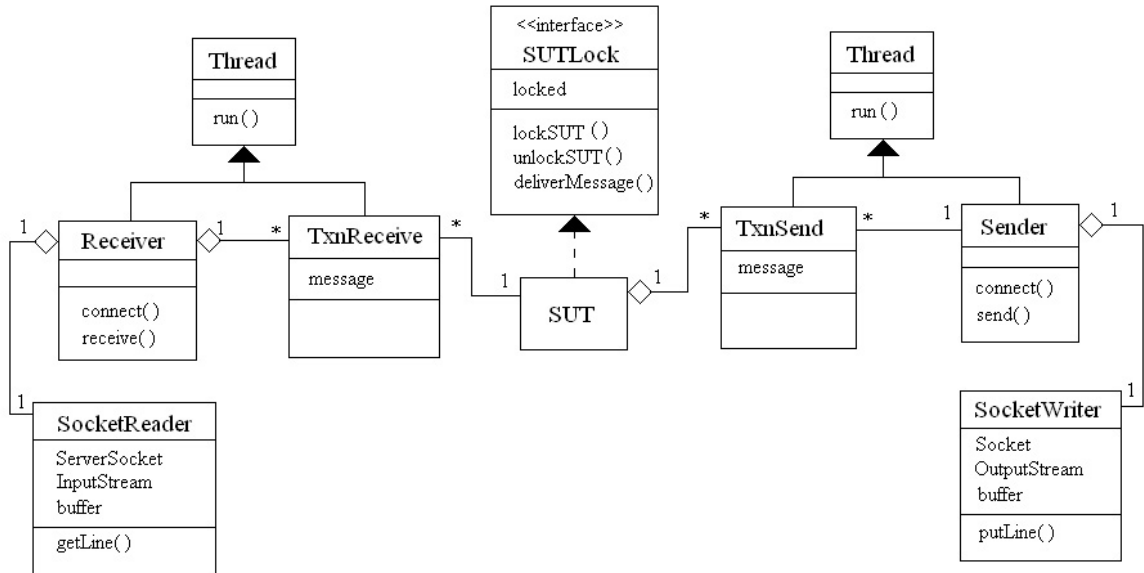 Thread
run()
<<interface>>
SUTLock
locked
lockSUT ()
unlockSUT()
deliverMessage()
Thread
run()
1
Receiver
connect()
receive()
1
*
TxnReceive
message
*
1
SUT
1
*
TxnSend
message
*
1
Sender
connect()
send()
1
1
SocketReader
ServerSocket
InputStream
buffer
getLine()
1
SocketWriter
Socket
OutputStream
buffer
putLine()